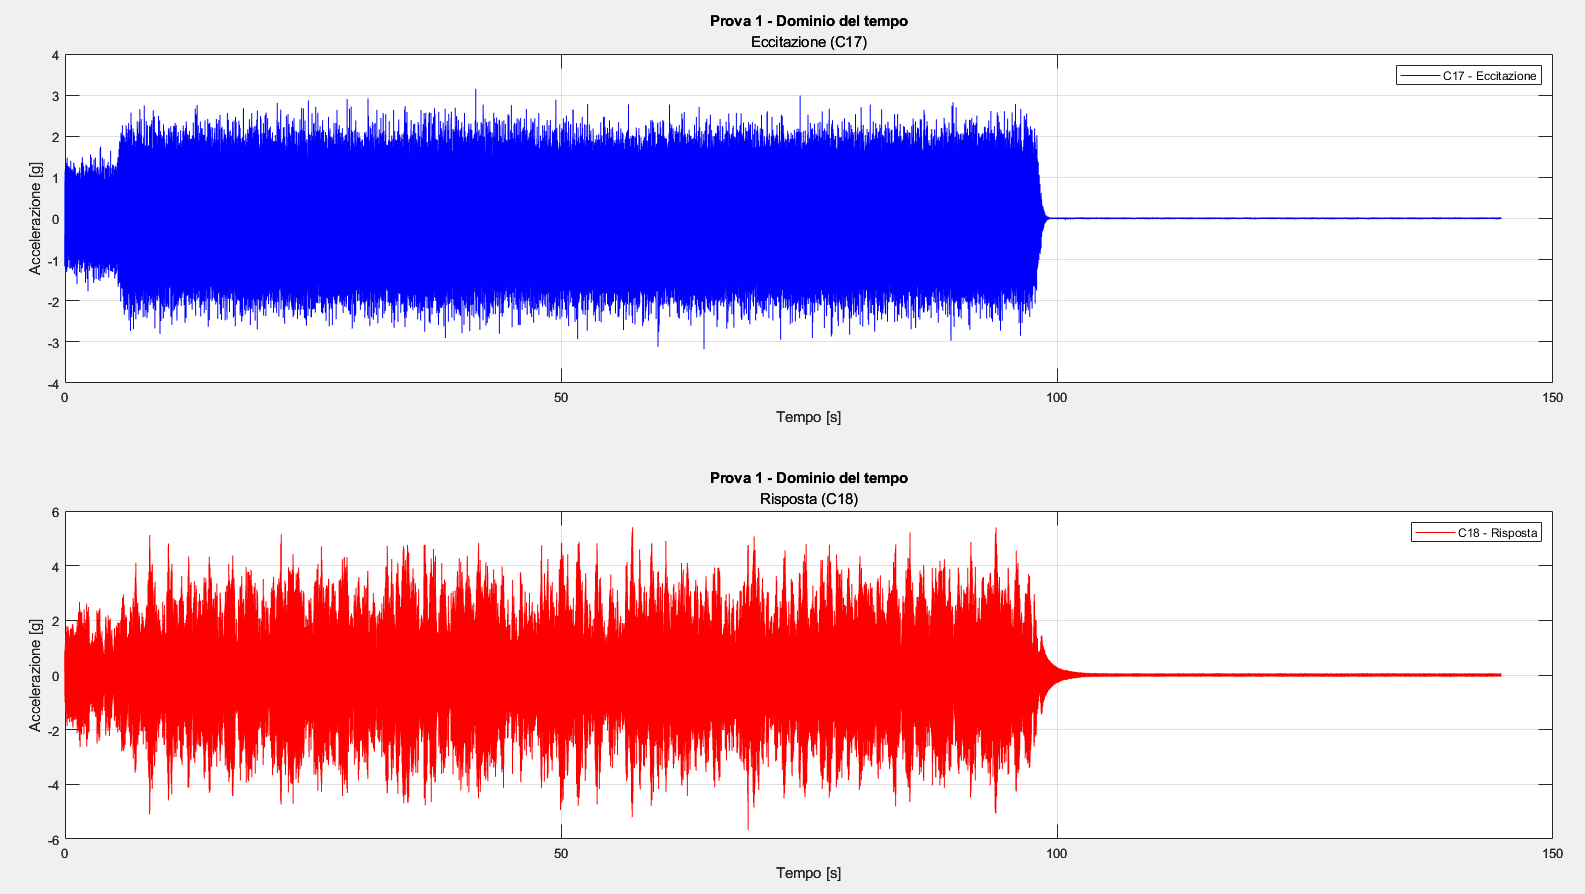 Prova 1 - Dominio del tempo
Eccitazione (C17)
C17 - Eccitazione
4
3
2
1
0
-1
-2
-3
-4
Accelerazione [g]
0
50
100
150
Tempo [s]
Prova 1 - Dominio del tempo
Risposta (C18)
C18 - Risposta
6
4
2
0
-2
-4
-6
Accelerazione [g]
0
50
100
150
Tempo [s]